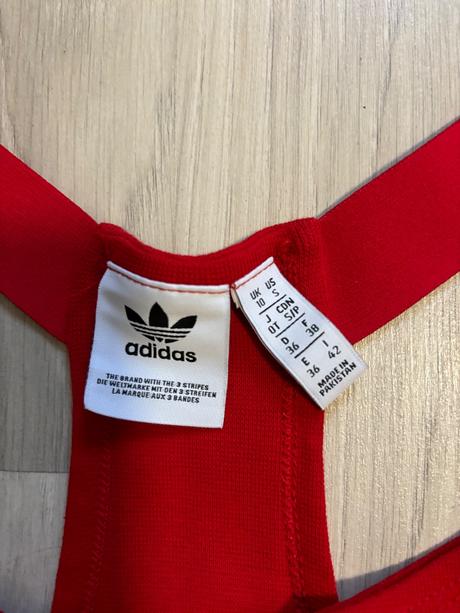 adidas
THE BRAND WITH THE 3 STRIPES
DIE WELTMARKE MIT DEN 3 STREIFEN
LA MARQUE AUX 3 BANDES
UK US
10 S
J CDN
OT S/P
D F
36 38
E I
36 42
MADE IN
PAKISTAN